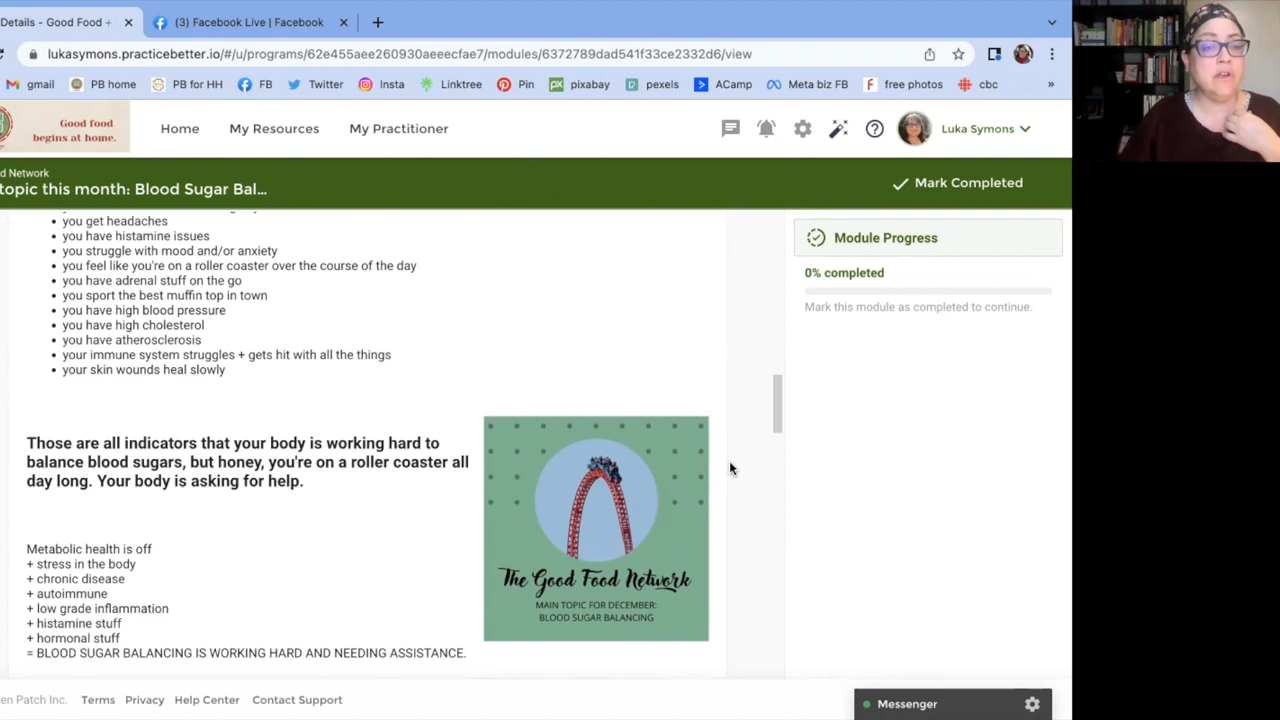 Details - Good Food +
(3) Facebook Live | Facebook
lukasymons.practicebetter.io/#/u/programs/62e455aee260930aeeecfae7/modules/6372789dad541f33ce2332d6/view
gmail PB home PB for HH FB Twitter Insta Linktree Pin pixabay pexels ACamp Meta biz FB free photos cbc »
Good food
begins at home.
Home My Resources My Practitioner
Luka Symons
d Network
topic this month: Blood Sugar Bal...
Mark Completed
• you get headaches
• you have histamine issues
• you struggle with mood and/or anxiety
• you feel like you're on a roller coaster over the course of the day
• you have adrenal stuff on the go
• you sport the best muffin top in town
• you have high blood pressure
• you have high cholesterol
• you have atherosclerosis
• your immune system struggles + gets hit with all the things
• your skin wounds heal slowly
Module Progress
0% completed
Mark this module as completed to continue.
Those are all indicators that your body is working hard to
balance blood sugars, but honey, you're on a roller coaster all
day long. Your body is asking for help.
The Good Food Network
MAIN TOPIC FOR DECEMBER:
BLOOD SUGAR BALANCING
Metabolic health is off
+ stress in the body
+ chronic disease
+ autoimmune
+ low grade inflammation
+ histamine stuff
+ hormonal stuff
= BLOOD SUGAR BALANCING IS WORKING HARD AND NEEDING ASSISTANCE.
en Patch Inc. Terms Privacy Help Center Contact Support
Messenger